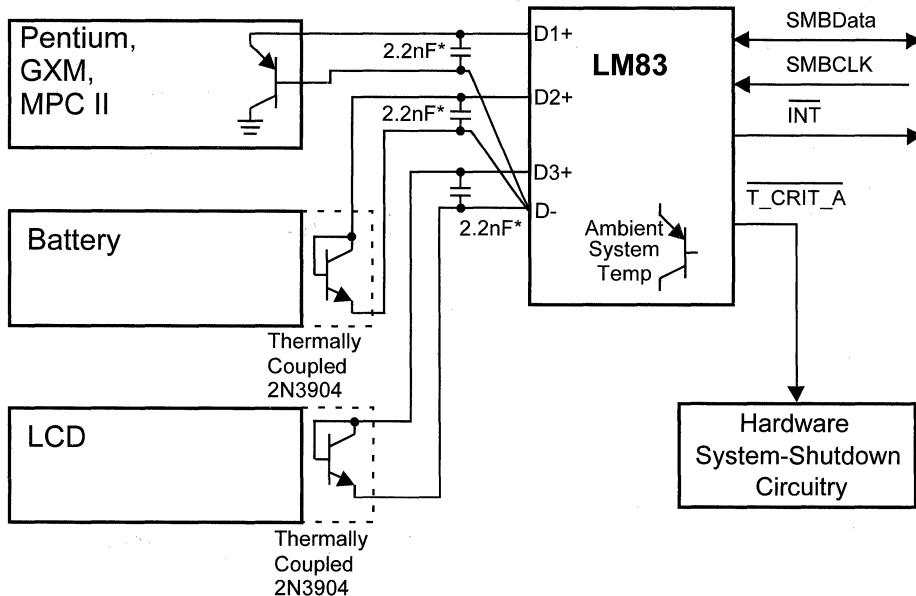 Pentium,
GXM,
MPC II
2.2nF*
D1+
LM83
SMBData
SMBCLK
2.2nF*
D2+
INT
D3+
T_CRIT_A
D-
2.2nF*
Battery
Ambient
System
Temp
Thermally
Coupled
2N3904
LCD
Hardware
System-Shutdown
Circuitry
Thermally
Coupled
2N3904